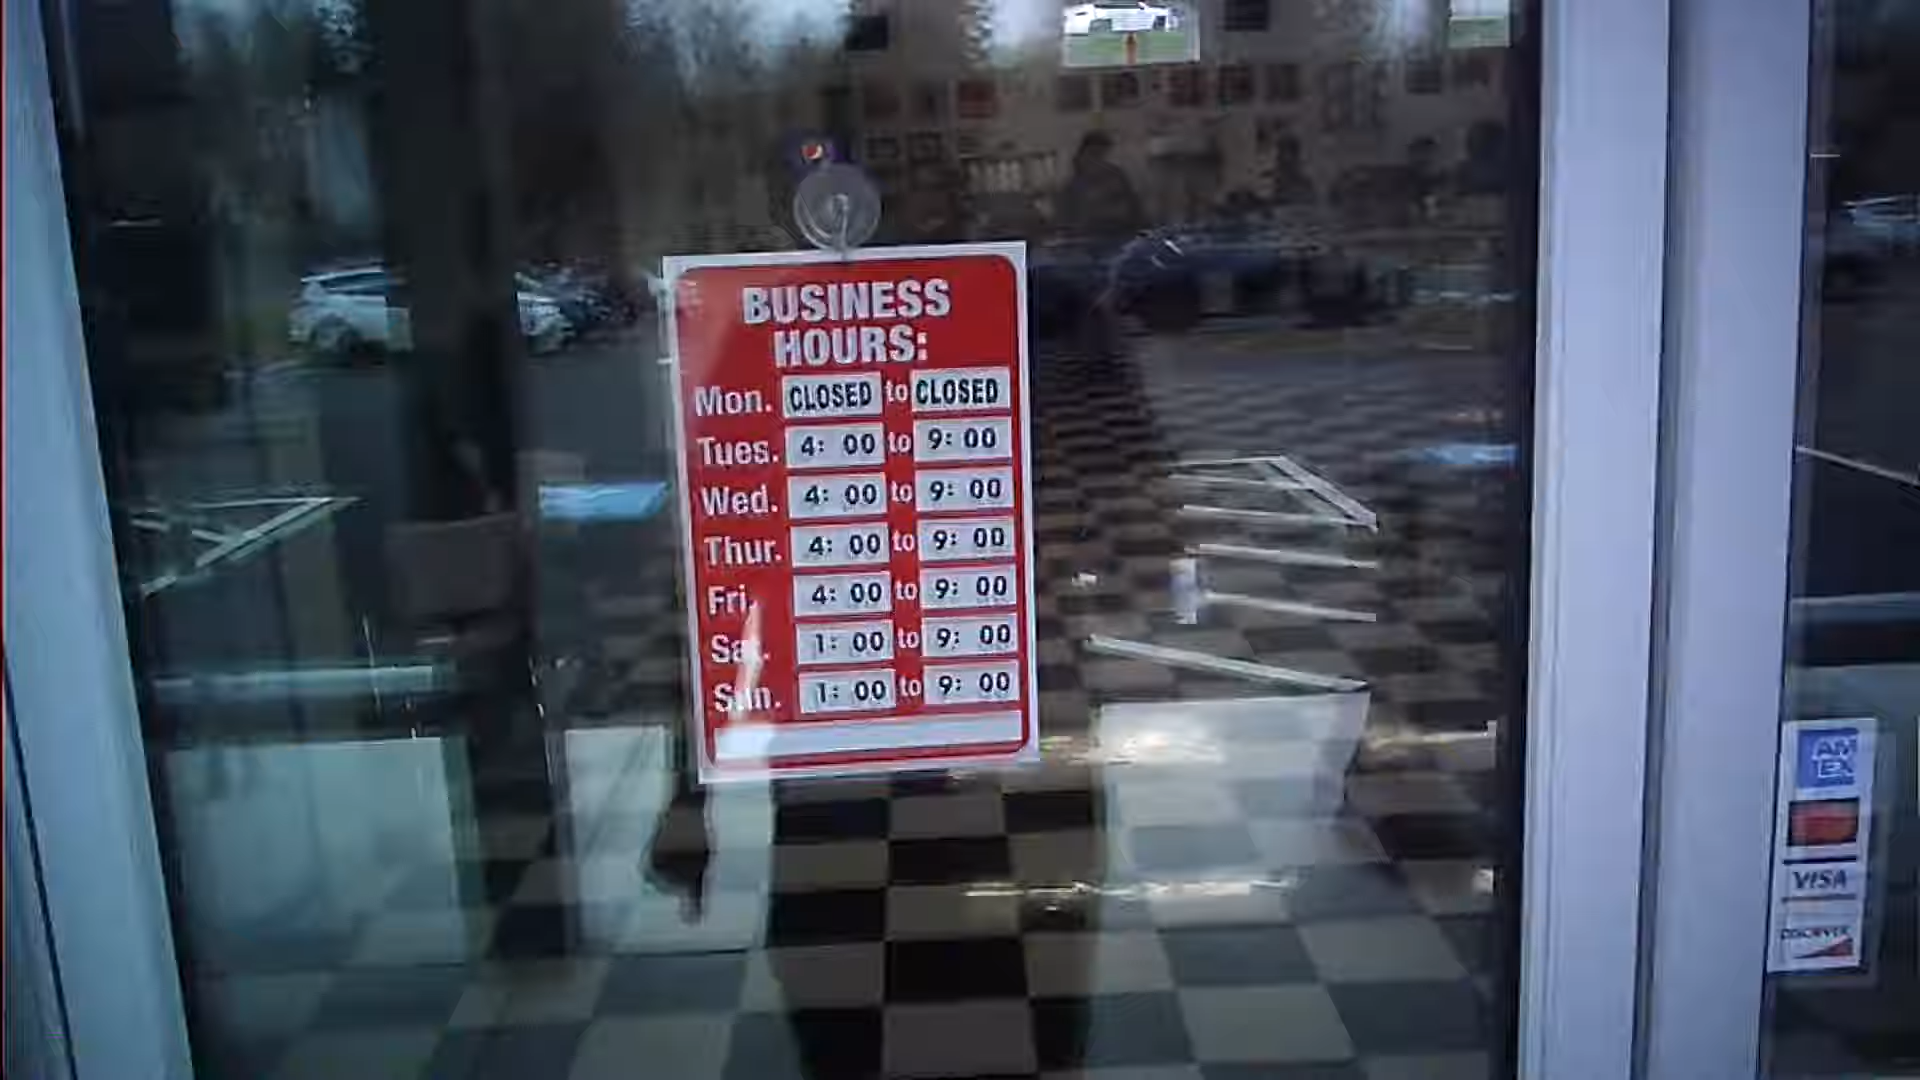 BUSINESS
HOURS:
Mon. CLOSED to CLOSED
Tues. 4: 00 to 9: 00
Wed. 4: 00 to 9: 00
Thur. 4: 00 to 9: 00
Fri. 4: 00 to 9: 00
Sat. 1: 00 to 9: 00
Sun. 1: 00 to 9: 00
AM
EX
VISA
DISCOVER